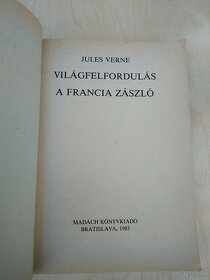 JULES VERNE
VILÁGFELFORDULÁS
A FRANCIA ZÁSZLÓ
MADÁCH KÖNYVKIADÓ
BRATISLAVA, 1983